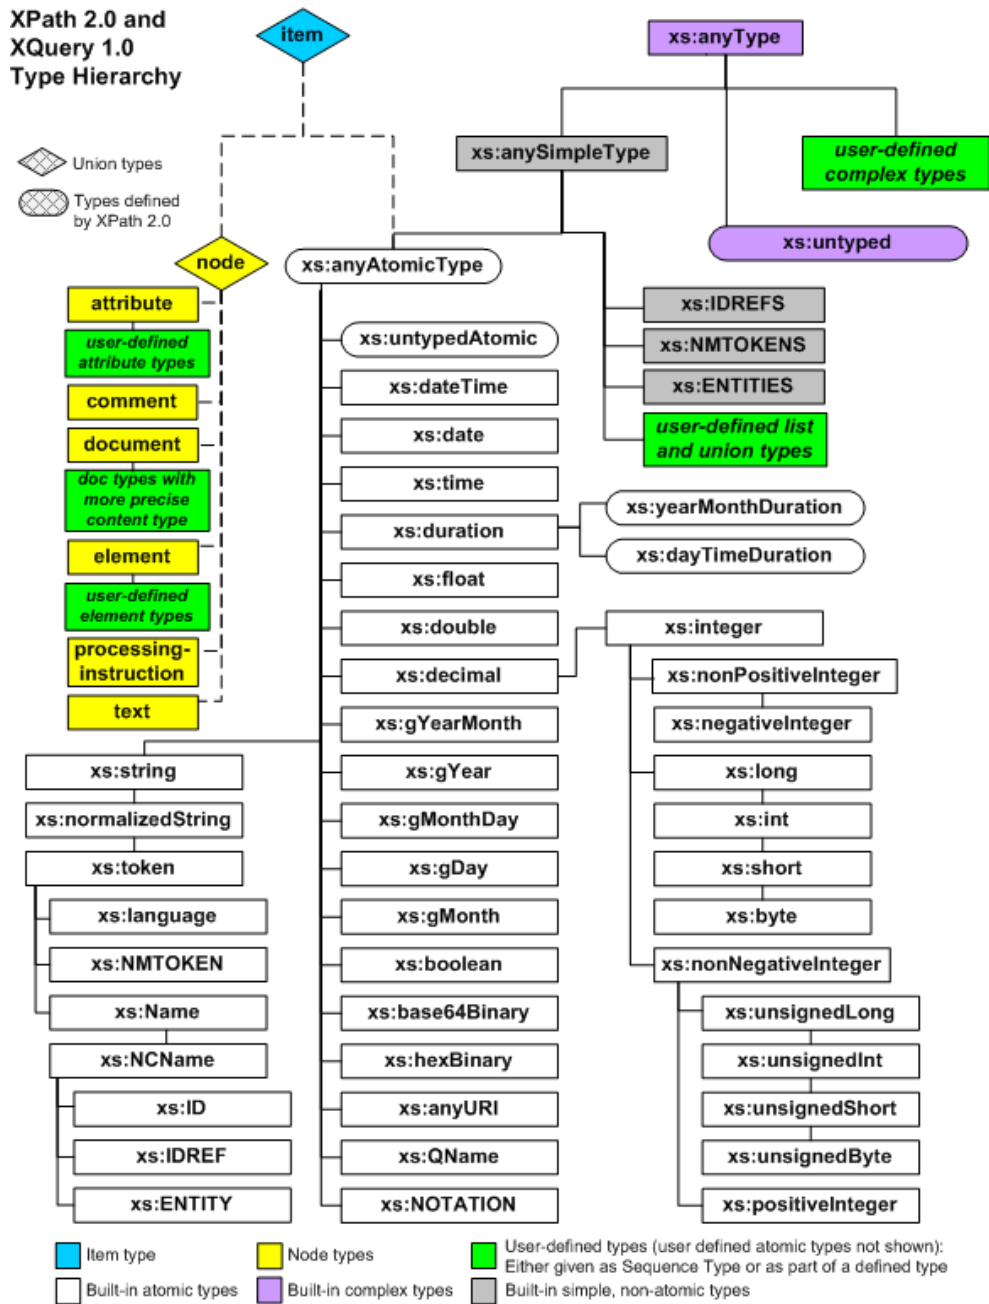 XPath 2.0 and
XQuery 1.0
Type Hierarchy
item
xs:anyType
Union types
Types defined
by XPath 2.0
xs:anySimpleType
user-defined
complex types
node
xs:anyAtomicType
xs:untyped
attribute
user-defined
attribute types
comment
document
doc types with
more precise
content type
element
user-defined
element types
processing-
instruction
text
xs:IDREFS
xs:NMTOKENS
xs:ENTITIES
user-defined list
and union types
xs:untypedAtomic
xs:dateTime
xs:date
xs:time
xs:duration
xs:yearMonthDuration
xs:dayTimeDuration
xs:float
xs:double
xs:decimal
xs:integer
xs:nonPositiveInteger
xs:negativeInteger
xs:long
xs:int
xs:short
xs:byte
xs:nonNegativeInteger
xs:unsignedLong
xs:unsignedInt
xs:unsignedShort
xs:unsignedByte
xs:positiveInteger
xs:gYearMonth
xs:gYear
xs:gMonthDay
xs:gDay
xs:gMonth
xs:boolean
xs:base64Binary
xs:hexBinary
xs:anyURI
xs:QName
xs:NOTATION
xs:string
xs:normalizedString
xs:token
xs:language
xs:NMTOKEN
xs:Name
xs:NCName
xs:ID
xs:IDREF
xs:ENTITY
Item type
Node types
User-defined types (user defined atomic types not shown):
Either given as Sequence Type or as part of a defined type
Built-in atomic types
Built-in complex types
Built-in simple, non-atomic types